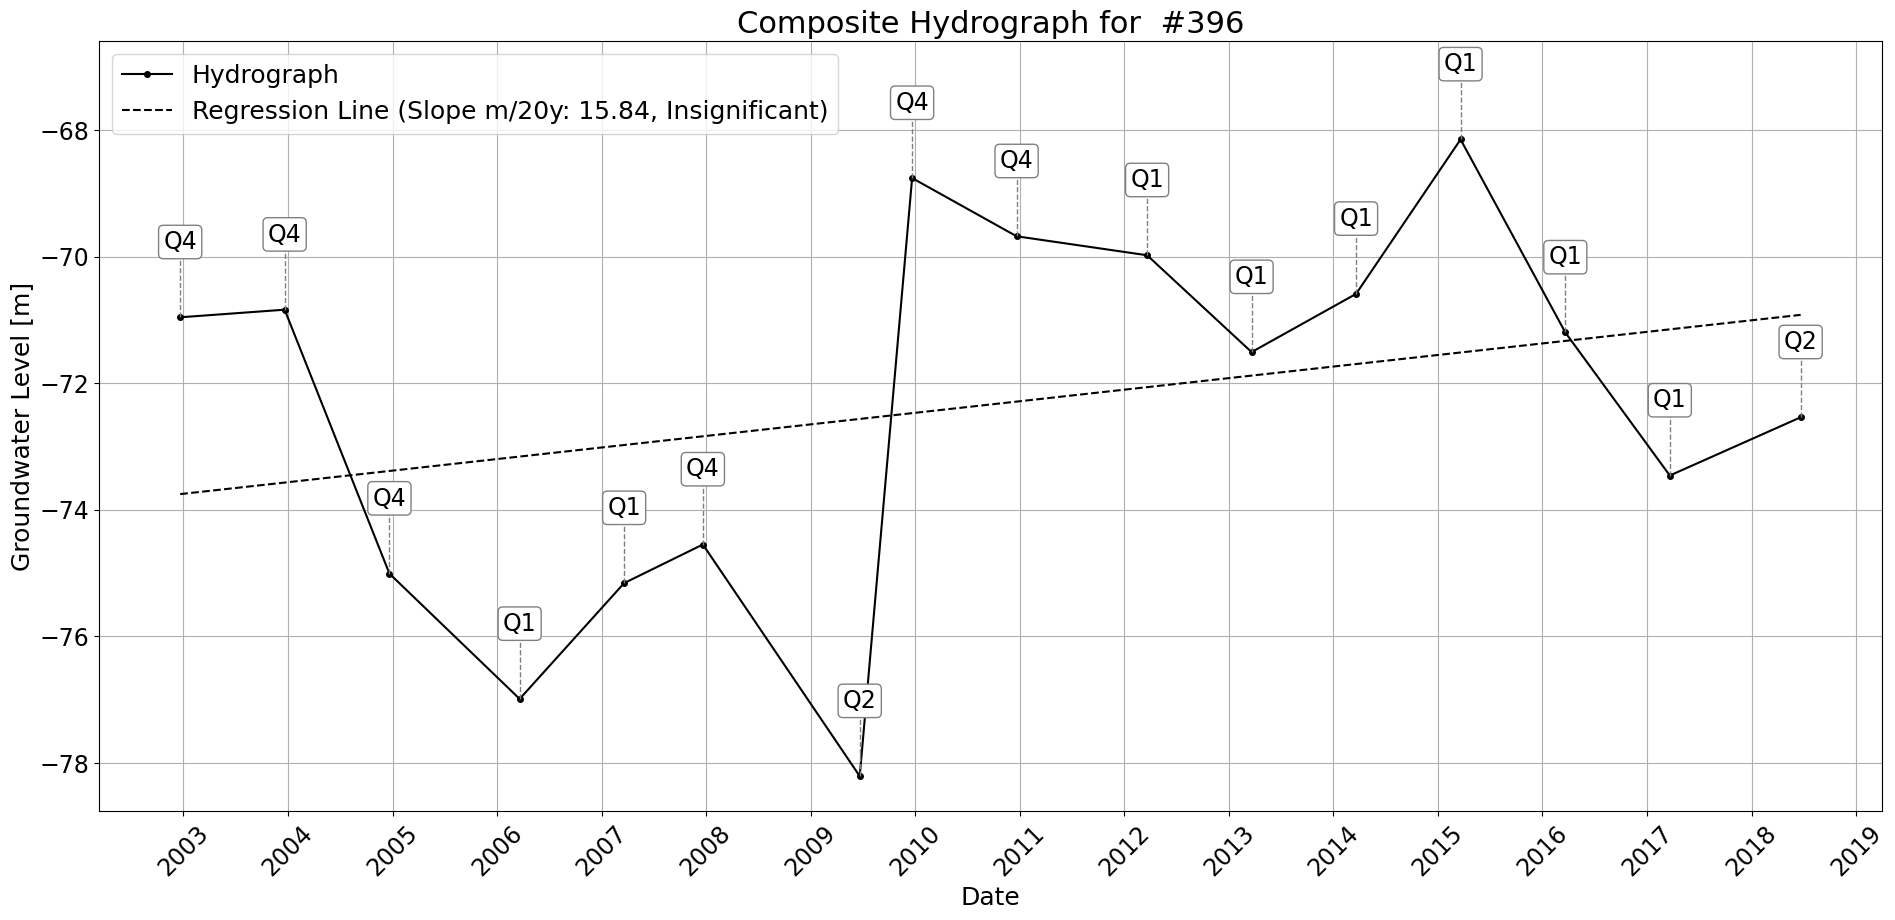 Composite Hydrograph for  #396
Hydrograph
Regression Line (Slope m/20y: 15.84, Insignificant)
Groundwater Level [m]
−68
−70
−72
−74
−76
−78
Q4
Q4
Q4
Q1
Q1
Q4
Q2
Q4
Q4
Q1
Q1
Q1
Q1
Q1
Q1
Q2
2003
2004
2005
2006
2007
2008
2009
2010
2011
2012
2013
2014
2015
2016
2017
2018
2019
Date